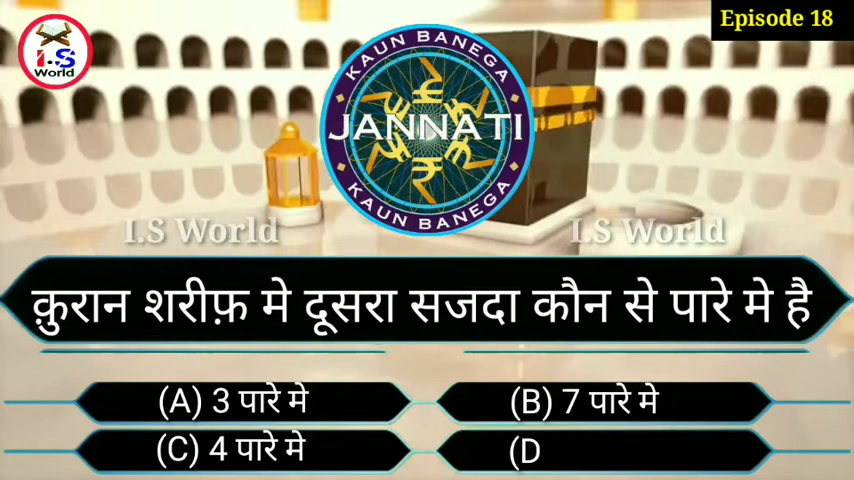 Episode 18
I.S
World
KAUN BANEGA
JANNATI
KAUN BANEGA
I.S World
I.S World
क़ुरान शरीफ़ मे दूसरा सजदा कौन से पारे मे है
(A) 3 पारे मे
(B) 7 पारे मे
(C) 4 पारे मे
(D